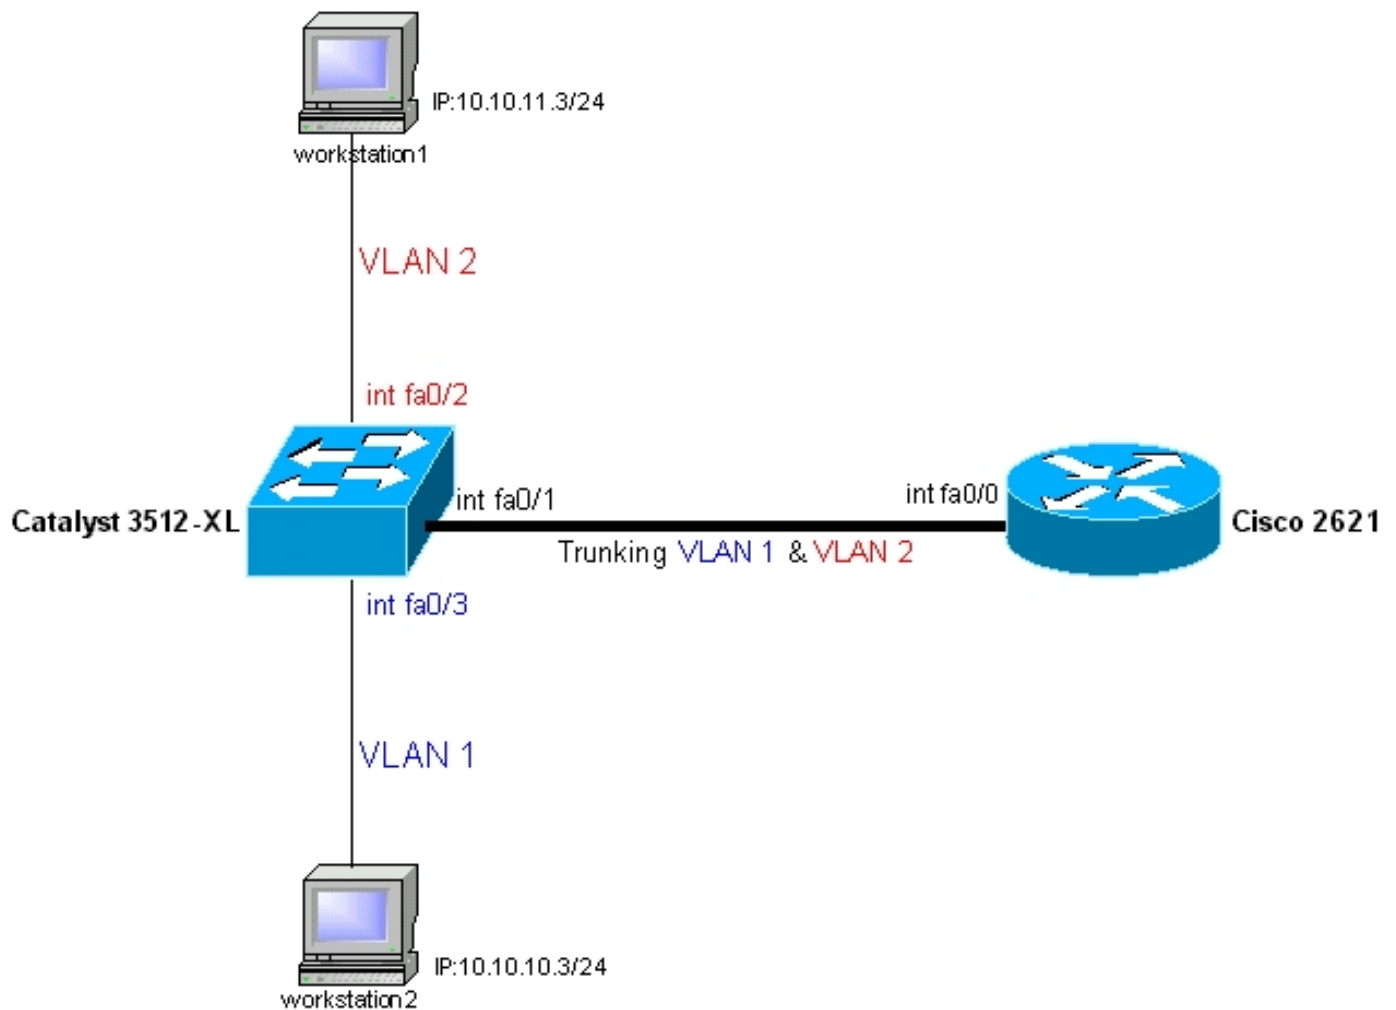 IP:10.10.11.3/24
workstation1
VLAN 2
int fa0/2
int fa0/1
int fa0/0
Catalyst 3512-XL
Cisco 2621
Trunking VLAN 1 & VLAN 2
int fa0/3
VLAN 1
IP:10.10.10.3/24
workstation2